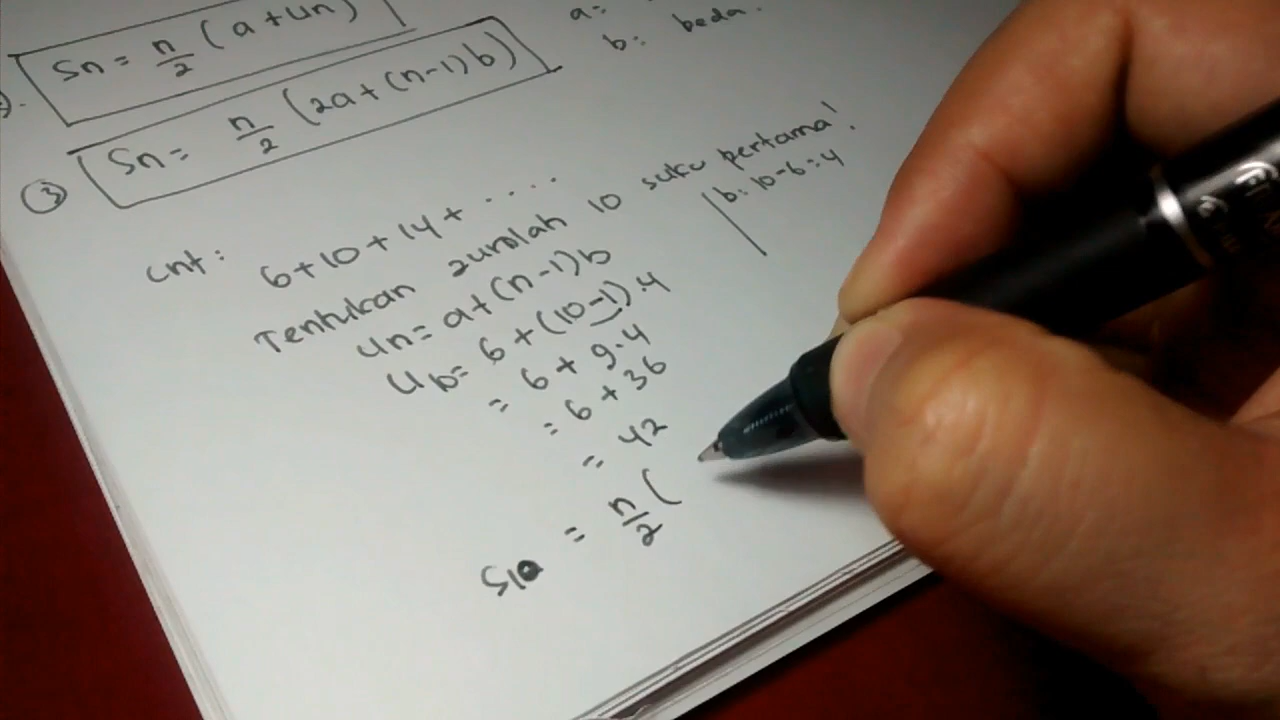 Sn = n/2 (a + Un)
a =
b = beda.
③ Sn = n/2 (2a + (n-1) b)
Cnt : 6 + 10 + 14 + ....
Tentukan Jumlah 10 suku pertama!
b = 10 - 6 = 4
Un = a + (n-1) b
U10 = 6 + (10-1) . 4
= 6 + 9 . 4
= 6 + 36
= 42
S10 = n/2 (